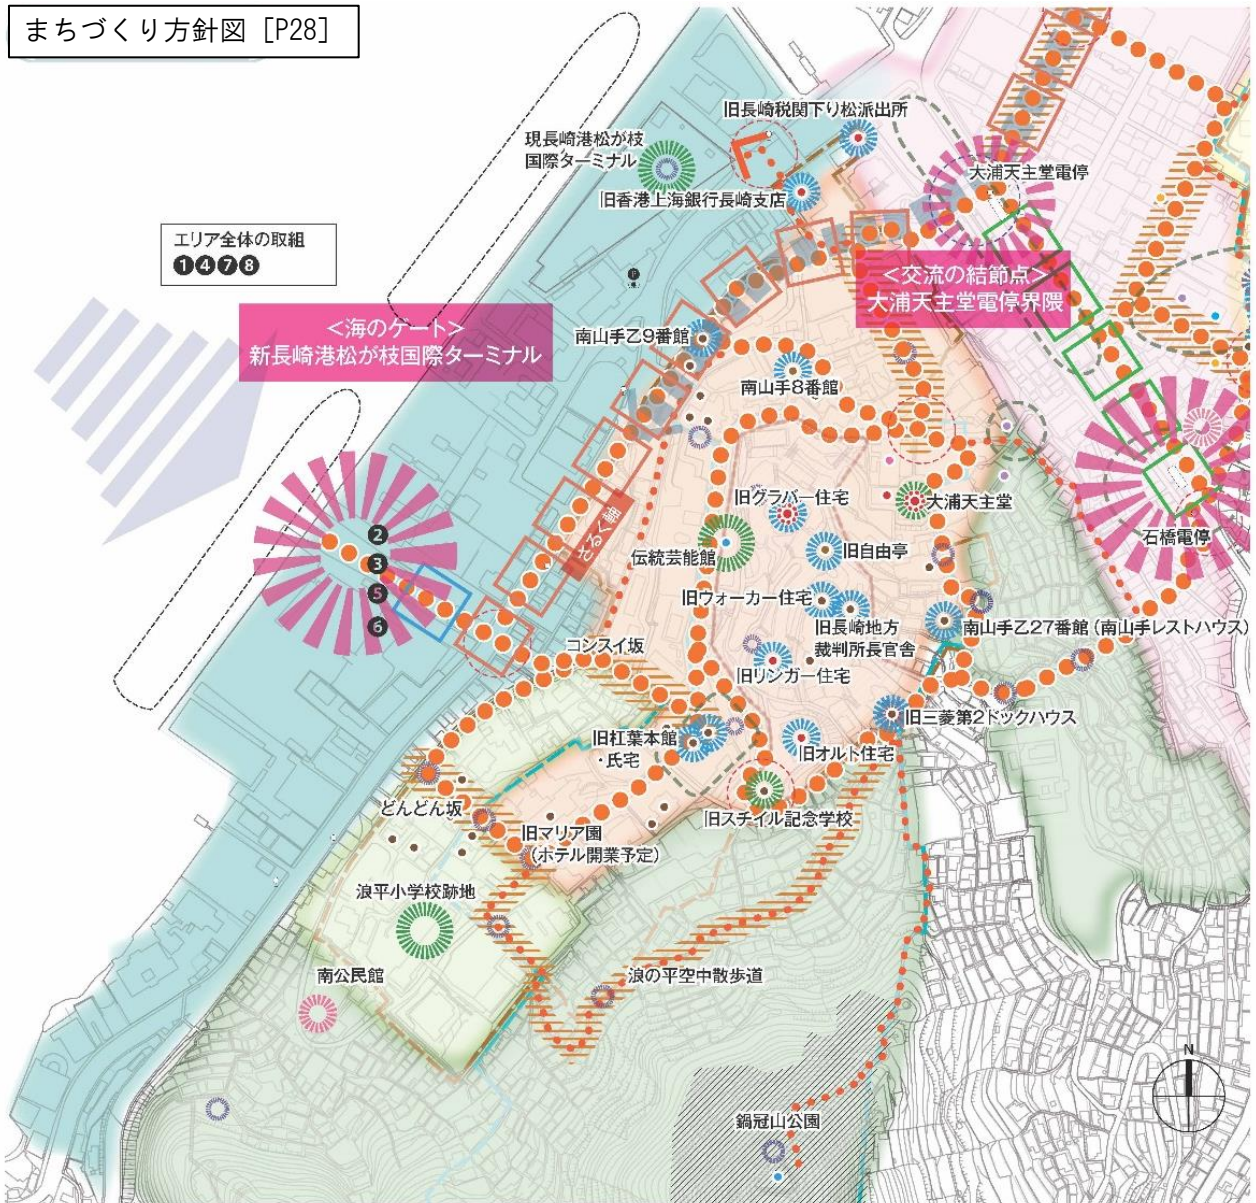 まちづくり方針図 [P28]
旧長崎税関下り松派出所
現長崎港松が枝
国際ターミナル
大浦天主堂電停
旧香港上海銀行長崎支店
エリア全体の取組
❶❹❼❽
<交流の結節点>
大浦天主堂電停界隈
<海のゲート>
新長崎港松が枝国際ターミナル
南山手乙9番館
南山手8番館
旧グラバー住宅
大浦天主堂
さるく軸
石橋電停
❷
❸
❺
❻
伝統芸能館
旧自由亭
旧ウォーカー住宅
旧長崎地方
裁判所長官舎
南山手乙27番館(南山手レストハウス)
コンスイ坂
旧リンガー住宅
旧三菱第2ドックハウス
旧杠葉本館
・氏宅
旧オルト住宅
どんどん坂
旧スチイル記念学校
旧マリア園
(ホテル開業予定)
浪平小学校跡地
南公民館
浪の平空中散歩道
N
鍋冠山公園